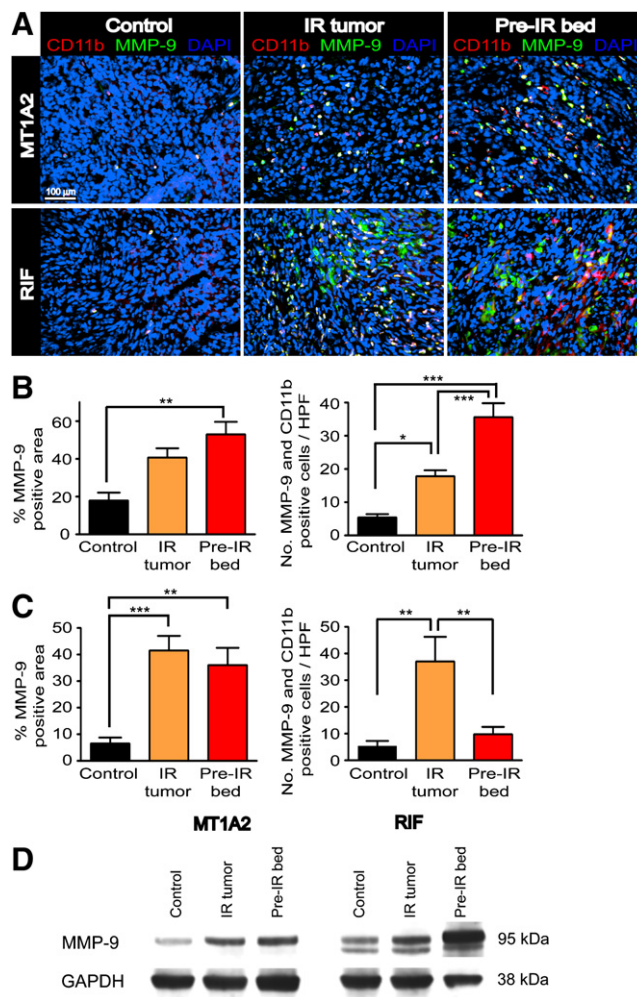 A
Control
IR tumor
Pre-IR bed
CD11b MMP-9 DAPI
CD11b MMP-9 DAPI
CD11b MMP-9 DAPI
MT1A2
100 µm
RIF
B
% MMP-9
positive area
60
40
20
0
Control
IR
tumor
Pre-IR
bed
**
No. MMP-9 and CD11b
positive cells / HPF
40
30
20
10
0
Control
IR
tumor
Pre-IR
bed
***
***
*
C
% MMP-9
positive area
50
40
30
20
10
0
Control
IR
tumor
Pre-IR
bed
**
***
No. MMP-9 and CD11b
positive cells / HPF
50
40
30
20
10
0
Control
IR
tumor
Pre-IR
bed
**
**
MT1A2
RIF
D
Control
IR tumor
Pre-IR bed
Control
IR tumor
Pre-IR bed
MMP-9
95 kDa
GAPDH
38 kDa